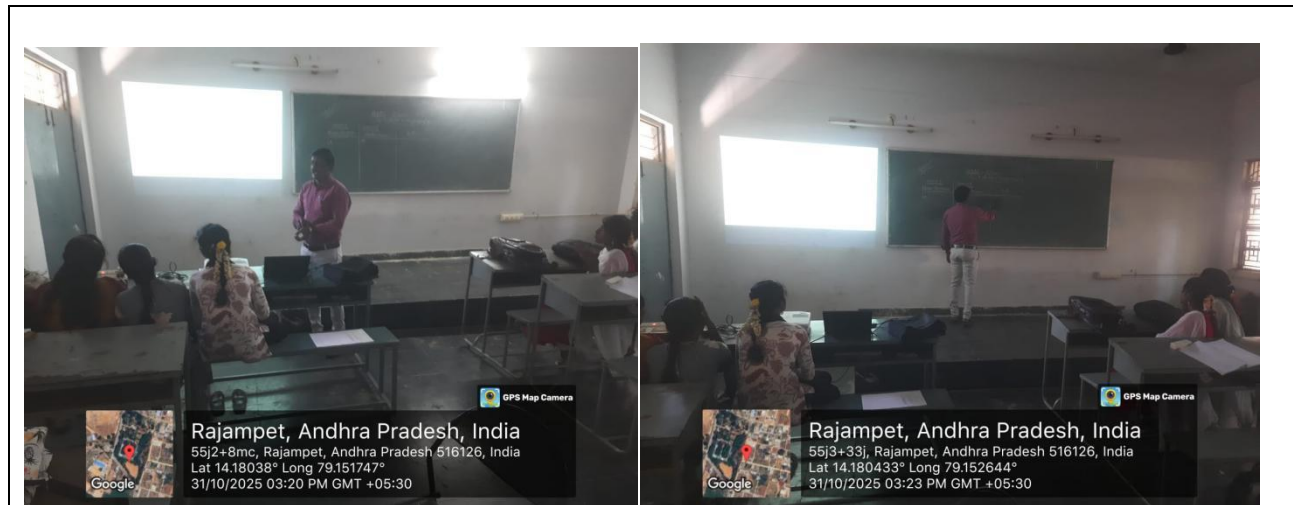 GPS Map Camera
Rajampet, Andhra Pradesh, India
55j2+8mc, Rajampet, Andhra Pradesh 516126, India
Lat 14.18038° Long 79.151747°
31/10/2025 03:20 PM GMT +05:30
Google
GPS Map Camera
Rajampet, Andhra Pradesh, India
55j3+33j, Rajampet, Andhra Pradesh 516126, India
Lat 14.180433° Long 79.152644°
31/10/2025 03:23 PM GMT +05:30
Google